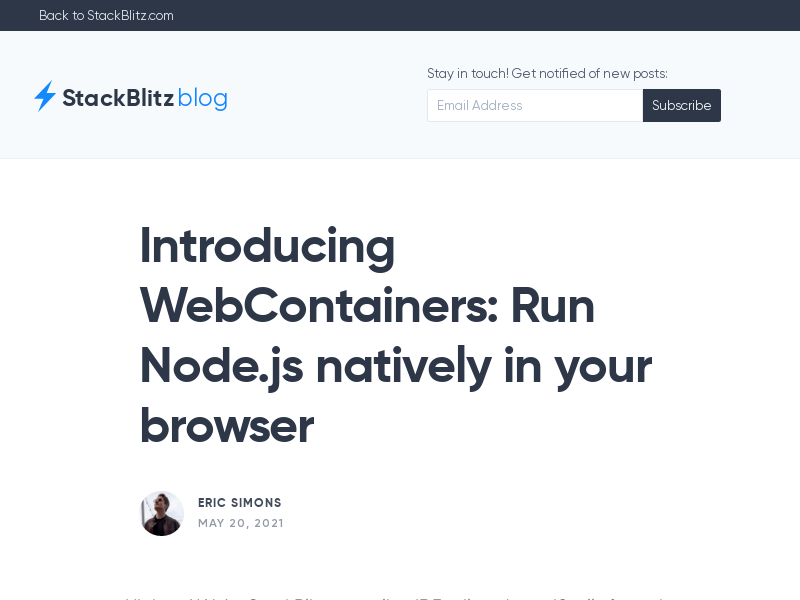 Back to StackBlitz.com
Stay in touch! Get notified of new posts:
StackBlitz blog
Email Address
Subscribe
Introducing
WebContainers: Run
Node.js natively in your
browser
ERIC SIMONS
MAY 20, 2021